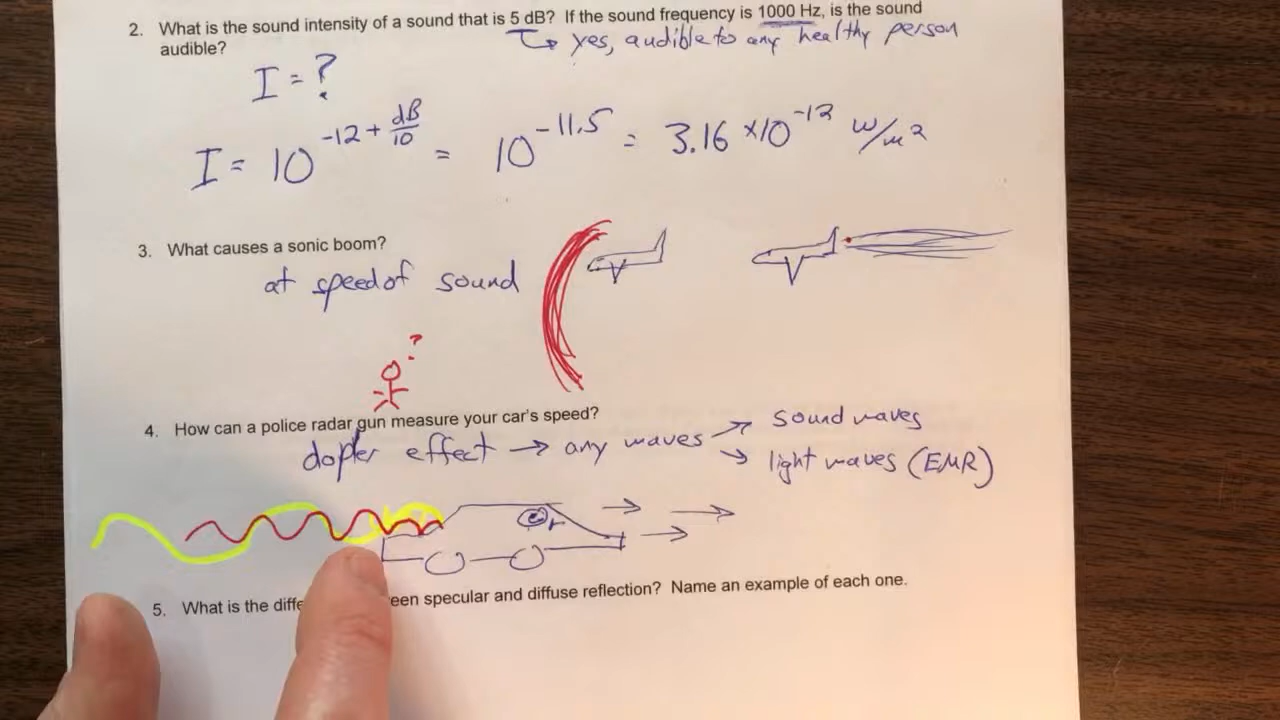 2. What is the sound intensity of a sound that is 5 dB? If the sound frequency is 1000 Hz, is the sound
audible?
yes, audible to any healthy person
I = ?
I = 10^-12 + dB/10 = 10^-11.5 = 3.16 ×10^-12 W/m²
3. What causes a sonic boom?
at speed of sound
?
4. How can a police radar gun measure your car's speed?
dopler effect → any waves ↗ sound waves
↘ light waves (EMR)
5. What is the diffe een specular and diffuse reflection? Name an example of each one.